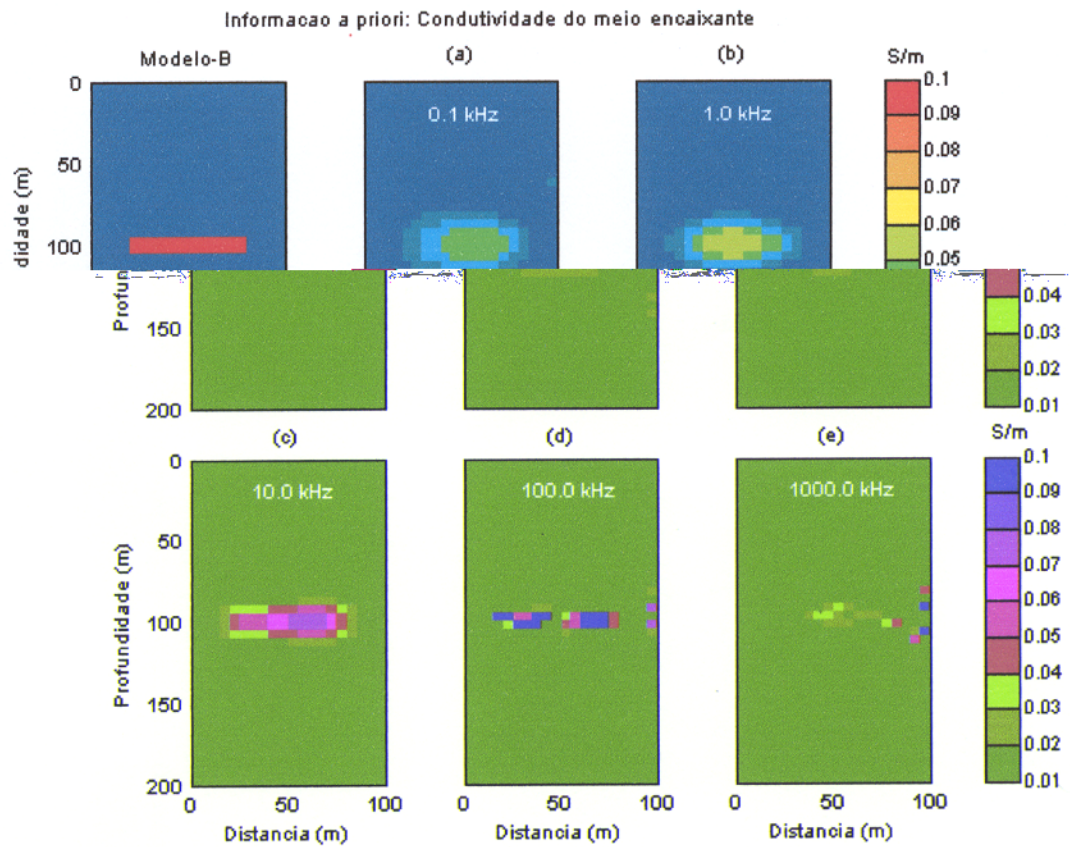 Informacao a priori: Condutividade do meio encaixante
Modelo-B
(a)
(b)
S/m
0
50
100
150
200
Profundidade (m)
0.1 kHz
1.0 kHz
0.1
0.09
0.08
0.07
0.06
0.05
0.04
0.03
0.02
0.01
(c)
(d)
(e)
S/m
0
50
100
150
200
Profundidade (m)
10.0 kHz
100.0 kHz
1000.0 kHz
0.1
0.09
0.08
0.07
0.06
0.05
0.04
0.03
0.02
0.01
0 50 100
0 50 100
0 50 100
Distancia (m)
Distancia (m)
Distancia (m)